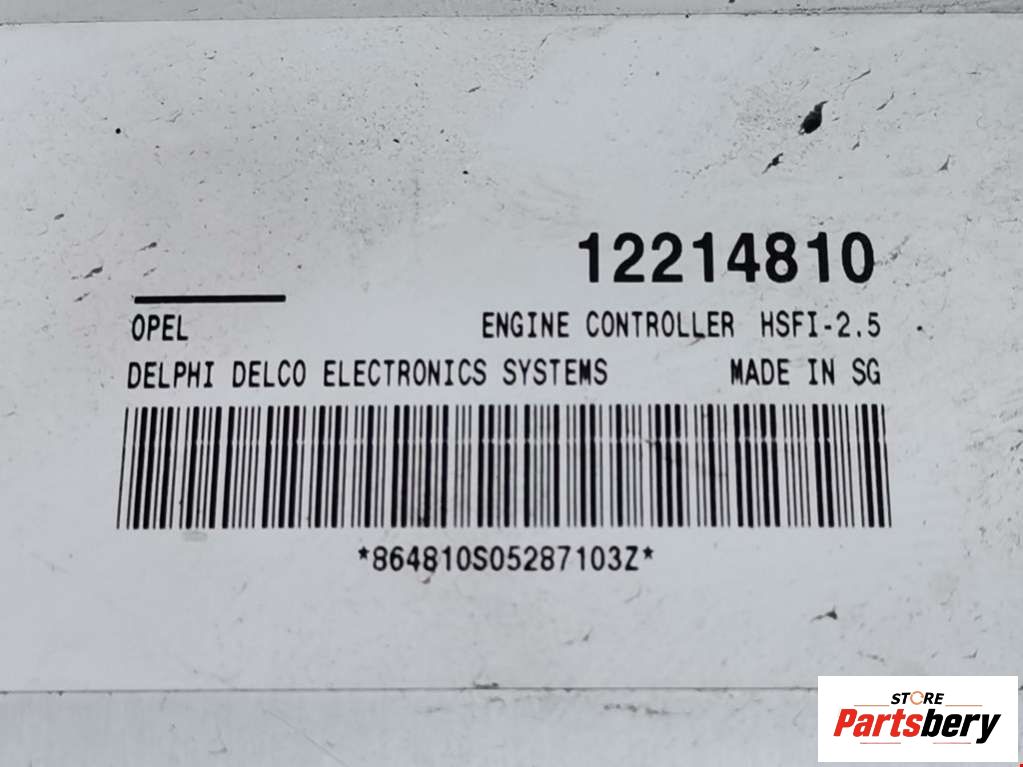 12214810
OPEL ENGINE CONTROLLER HSFI-2.5
DELPHI DELCO ELECTRONICS SYSTEMS MADE IN SG
*864810S05287103Z*
STORE
Partsbery